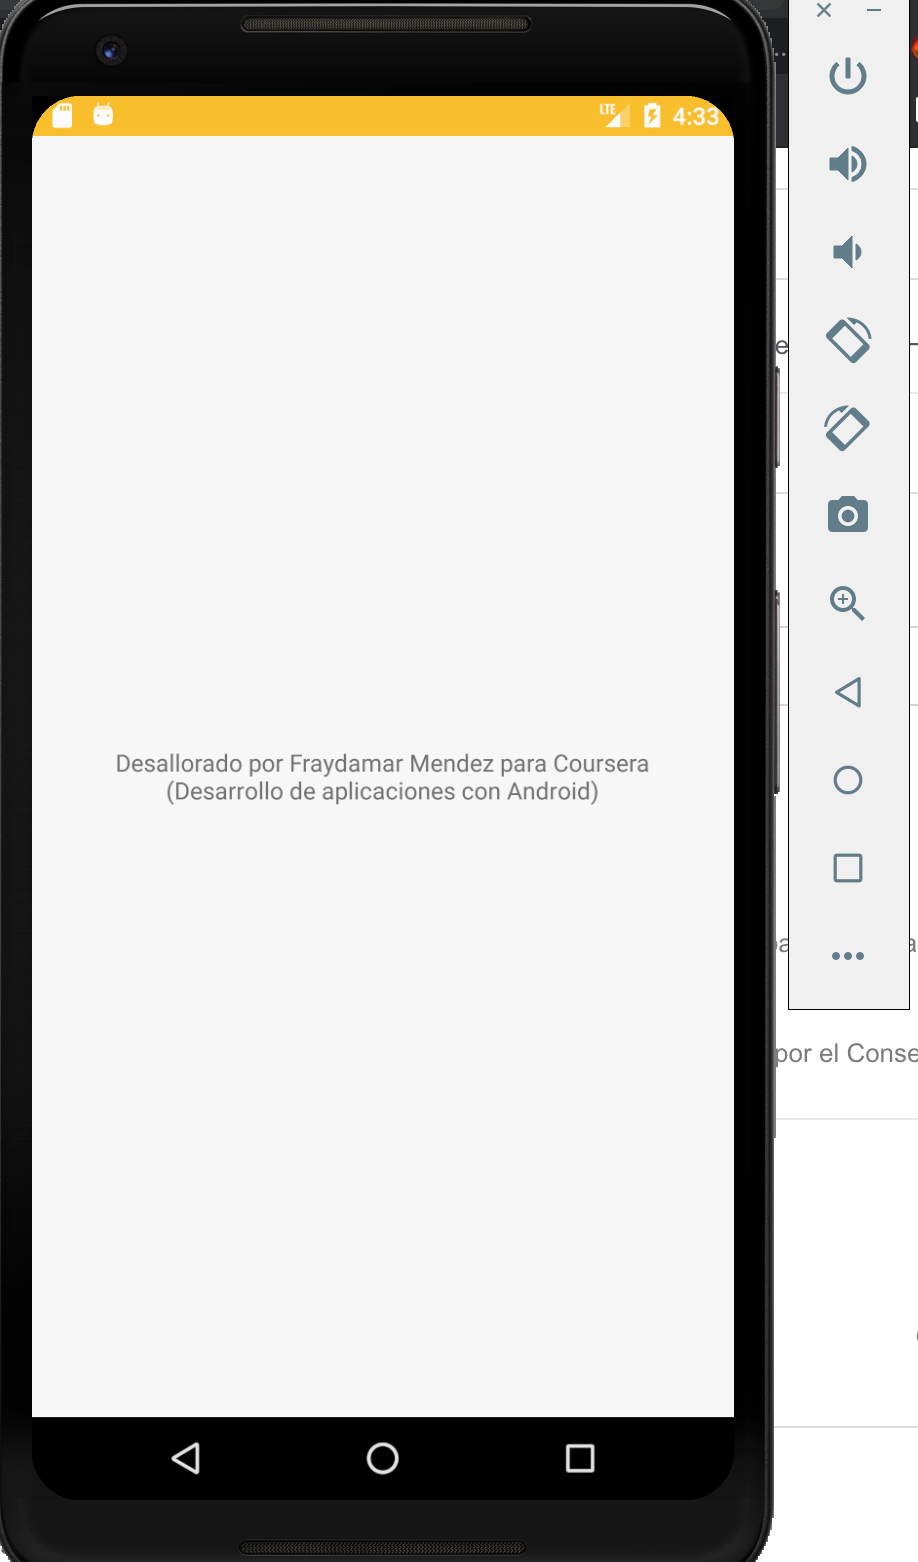 LTE 4:33
Desallorado por Fraydamar Mendez para Coursera
(Desarrollo de aplicaciones con Android)
por el Conse